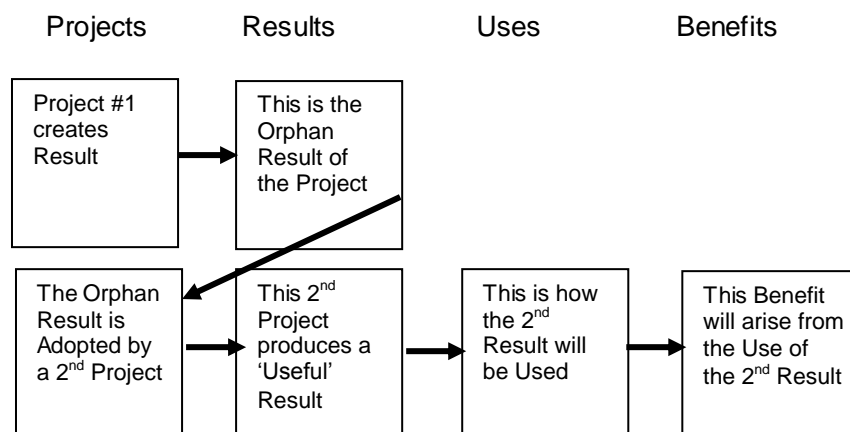 Projects Results Uses Benefits
Project #1
creates
Result
This is the
Orphan
Result of
the Project
The Orphan
Result is
Adopted by
a 2nd Project
This 2nd
Project
produces a
‘Useful’
Result
This is how
the 2nd
Result will
be Used
This Benefit
will arise from
the Use of
the 2nd Result